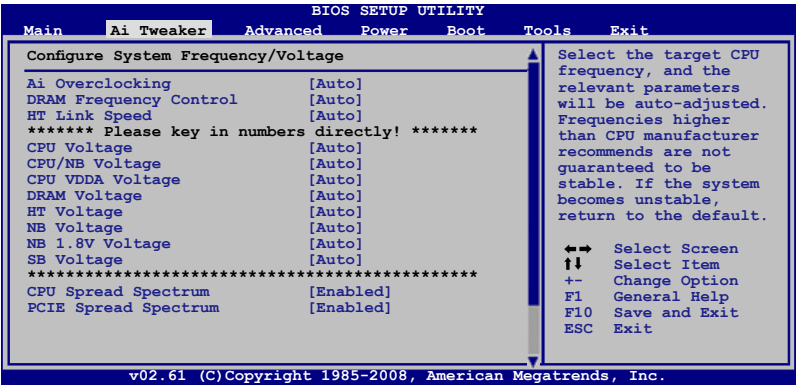 BIOS SETUP UTILITY
Main Ai Tweaker Advanced Power Boot Tools Exit
Configure System Frequency/Voltage
Ai Overclocking [Auto]
DRAM Frequency Control [Auto]
HT Link Speed [Auto]
******* Please key in numbers directly! *******
CPU Voltage [Auto]
CPU/NB Voltage [Auto]
CPU VDDA Voltage [Auto]
DRAM Voltage [Auto]
HT Voltage [Auto]
NB Voltage [Auto]
NB 1.8V Voltage [Auto]
SB Voltage [Auto]
***********************************************
CPU Spread Spectrum [Enabled]
PCIE Spread Spectrum [Enabled]
Select the target CPU
frequency, and the
relevant parameters
will be auto-adjusted.
Frequencies higher
than CPU manufacturer
recommends are not
guaranteed to be
stable. If the system
becomes unstable,
return to the default.
←→ Select Screen
↑↓ Select Item
+- Change Option
F1 General Help
F10 Save and Exit
ESC Exit
v02.61 (C)Copyright 1985-2008, American Megatrends, Inc.